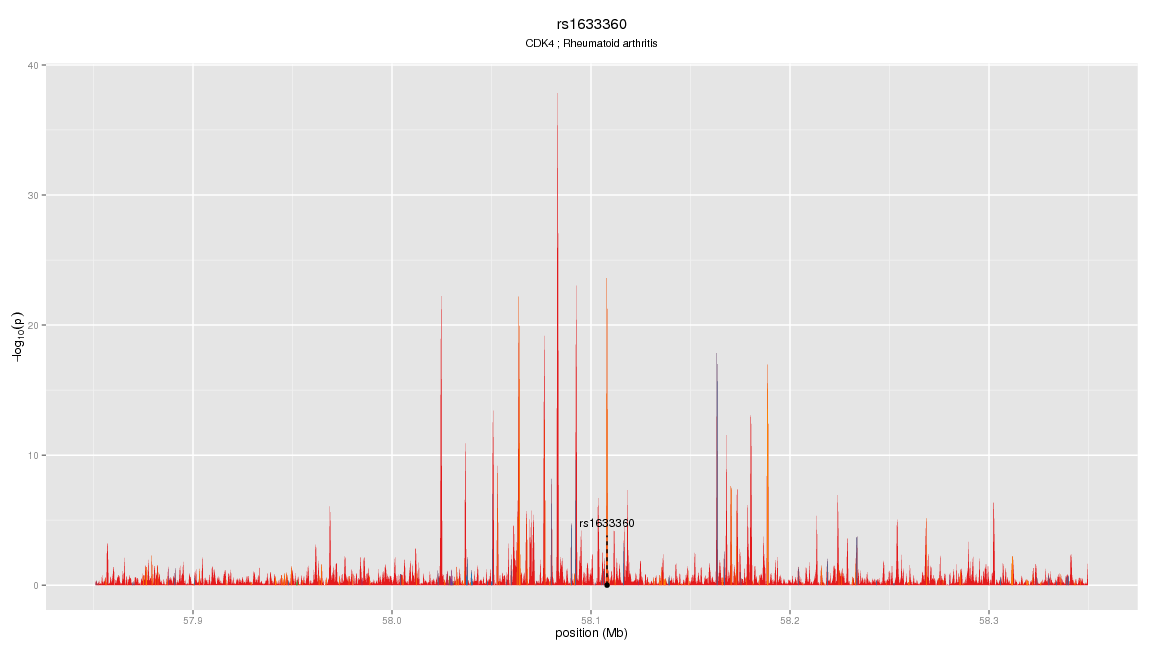 rs1633360
CDK4 ; Rheumatoid arthritis
40
30
20
10
0
−log10(p)
rs1633360
57.9
58.0
58.1
58.2
58.3
position (Mb)